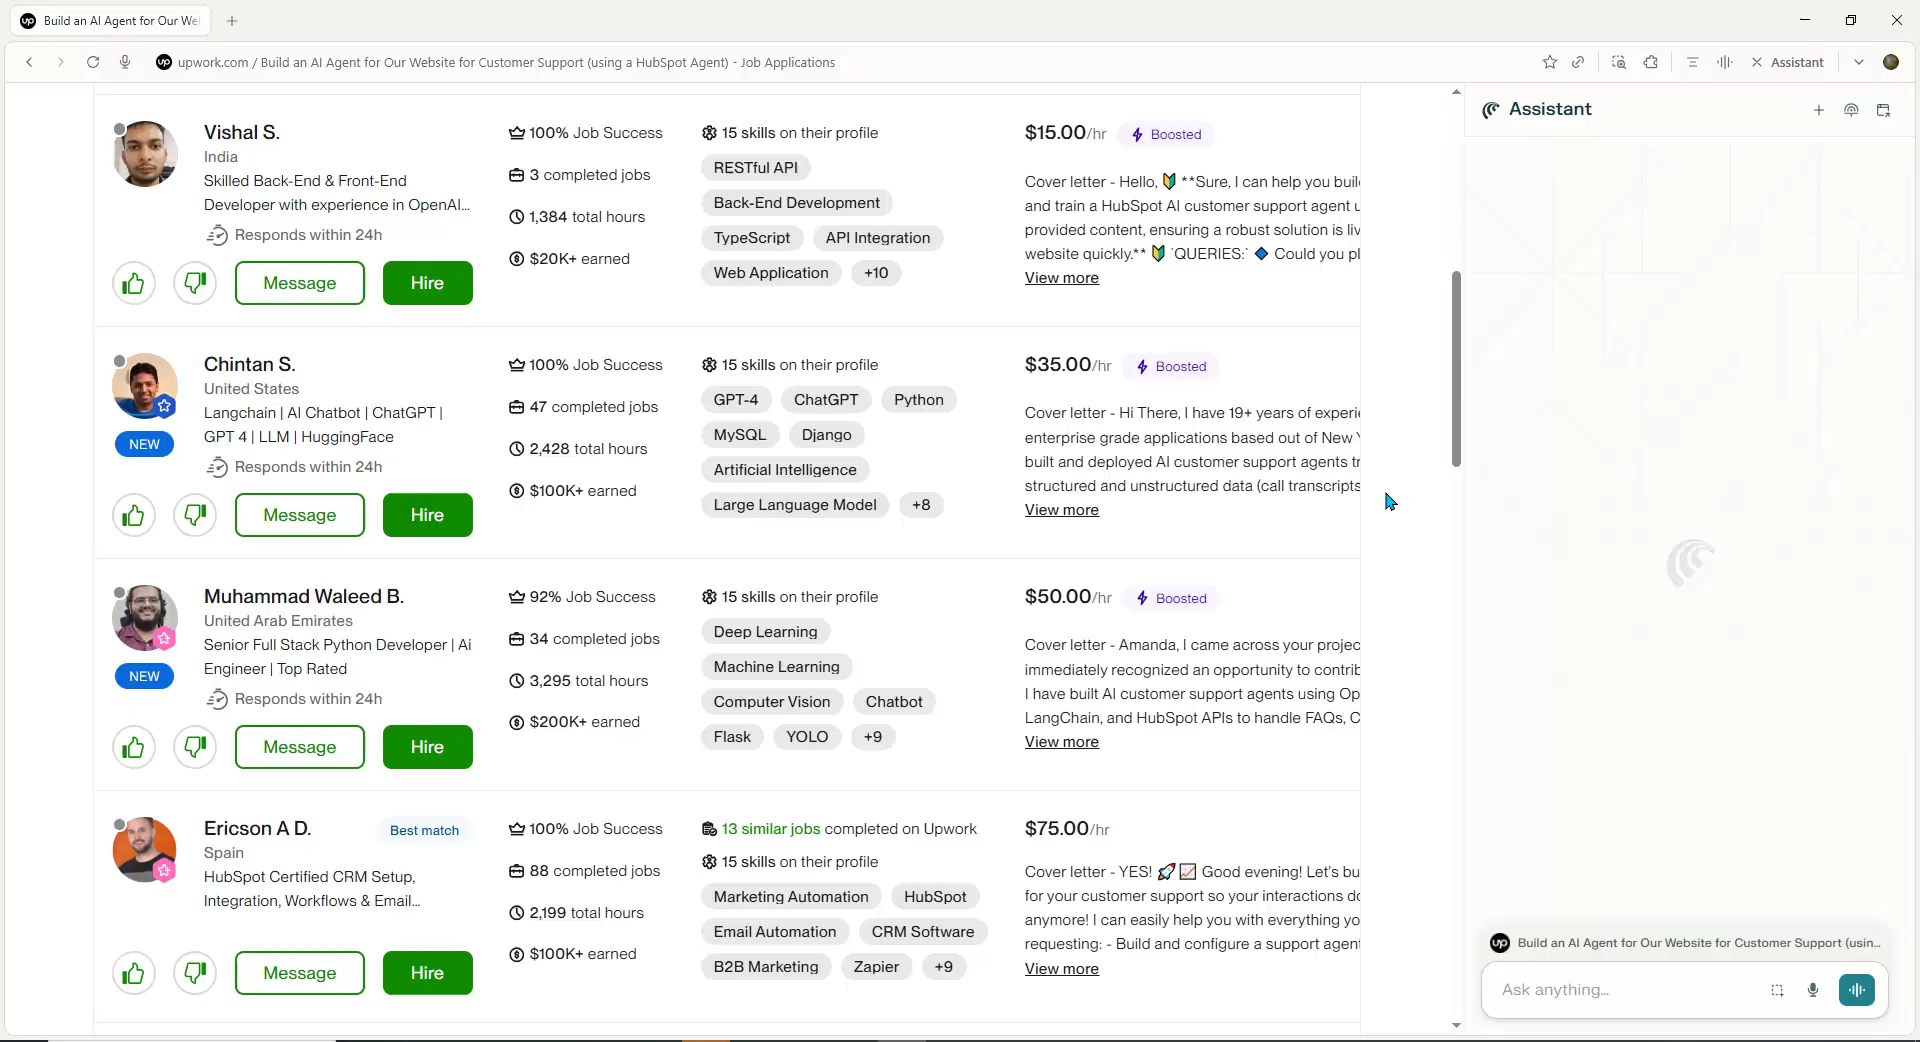 Build an AI Agent for Our We
upwork.com / Build an AI Agent for Our Website for Customer Support (using a HubSpot Agent) - Job Applications
Assistant
Vishal S.
India
Skilled Back-End & Front-End
Developer with experience in OpenAI...
Responds within 24h
Message
Hire
100% Job Success
3 completed jobs
1,384 total hours
$20K+ earned
15 skills on their profile
RESTful API
Back-End Development
TypeScript API Integration
Web Application +10
$15.00/hr Boosted
Cover letter - Hello, 🔰 **Sure, I can help you buil
and train a HubSpot AI customer support agent u
provided content, ensuring a robust solution is liv
website quickly.** 🔰 `QUERIES:` 🔷 Could you pl
View more
Chintan S.
United States
Langchain | AI Chatbot | ChatGPT |
GPT 4 | LLM | HuggingFace
NEW
Responds within 24h
Message
Hire
100% Job Success
47 completed jobs
2,428 total hours
$100K+ earned
15 skills on their profile
GPT-4 ChatGPT Python
MySQL Django
Artificial Intelligence
Large Language Model +8
$35.00/hr Boosted
Cover letter - Hi There, I have 19+ years of experi
enterprise grade applications based out of New Y
built and deployed AI customer support agents tr
structured and unstructured data (call transcripts
View more
Muhammad Waleed B.
United Arab Emirates
Senior Full Stack Python Developer | Ai
Engineer | Top Rated
NEW
Responds within 24h
Message
Hire
92% Job Success
34 completed jobs
3,295 total hours
$200K+ earned
15 skills on their profile
Deep Learning
Machine Learning
Computer Vision Chatbot
Flask YOLO +9
$50.00/hr Boosted
Cover letter - Amanda, I came across your projec
immediately recognized an opportunity to contrib
I have built AI customer support agents using Op
LangChain, and HubSpot APIs to handle FAQs, C
View more
Ericson A D.
Best match
Spain
HubSpot Certified CRM Setup,
Integration, Workflows & Email...
Message
Hire
100% Job Success
88 completed jobs
2,199 total hours
$100K+ earned
13 similar jobs completed on Upwork
15 skills on their profile
Marketing Automation HubSpot
Email Automation CRM Software
B2B Marketing Zapier +9
$75.00/hr
Cover letter - YES! 🚀 📈 Good evening! Let's bu
for your customer support so your interactions do
anymore! I can easily help you with everything yo
requesting: - Build and configure a support agent
View more
Assistant
up Build an AI Agent for Our Website for Customer Support (usin...
Ask anything...